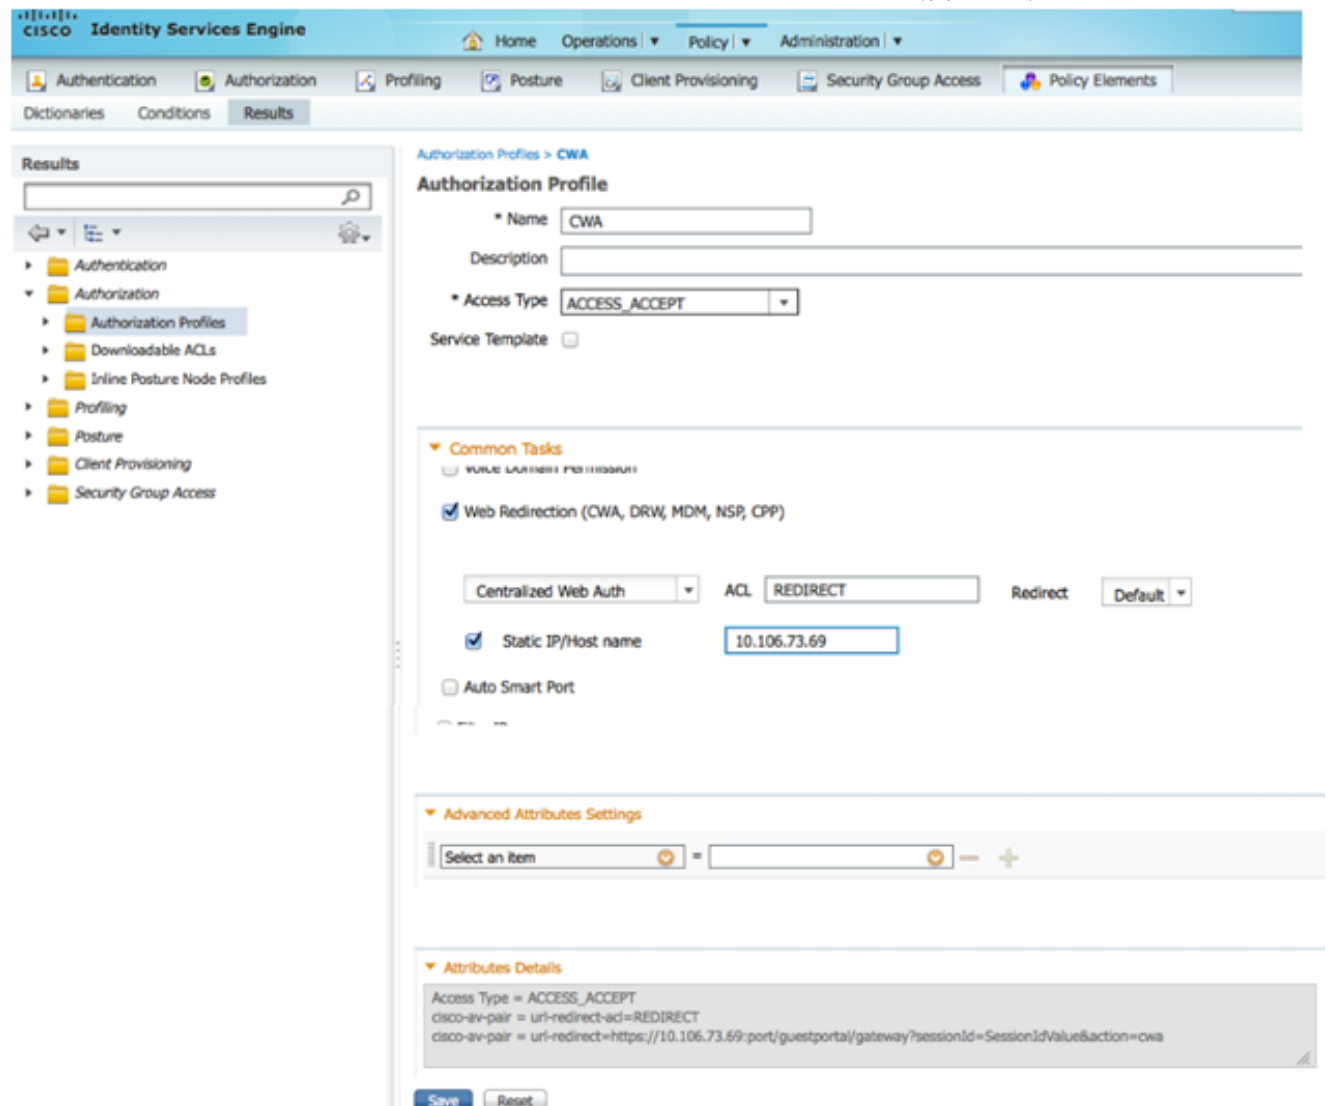 CISCO Identity Services Engine
Home Operations Policy Administration
Authentication Authorization Profiling Posture Client Provisioning Security Group Access Policy Elements
Dictionaries Conditions Results
Results
Authentication
Authorization
Authorization Profiles
Downloadable ACLs
Inline Posture Node Profiles
Profiling
Posture
Client Provisioning
Security Group Access
Authorization Profiles > CWA
Authorization Profile
* Name CWA
Description
* Access Type ACCESS_ACCEPT
Service Template
Common Tasks
Voice Domain Permission
Web Redirection (CWA, DRW, MDM, NSP, CPP)
Centralized Web Auth ACL REDIRECT Redirect Default
Static IP/Host name 10.106.73.69
Auto Smart Port
Advanced Attributes Settings
Select an item =
Attributes Details
Access Type = ACCESS_ACCEPT
cisco-av-pair = url-redirect-acl=REDIRECT
cisco-av-pair = url-redirect=https://10.106.73.69:port/guestportal/gateway?sessionId=SessionIdValue&action=cwa
Save Reset